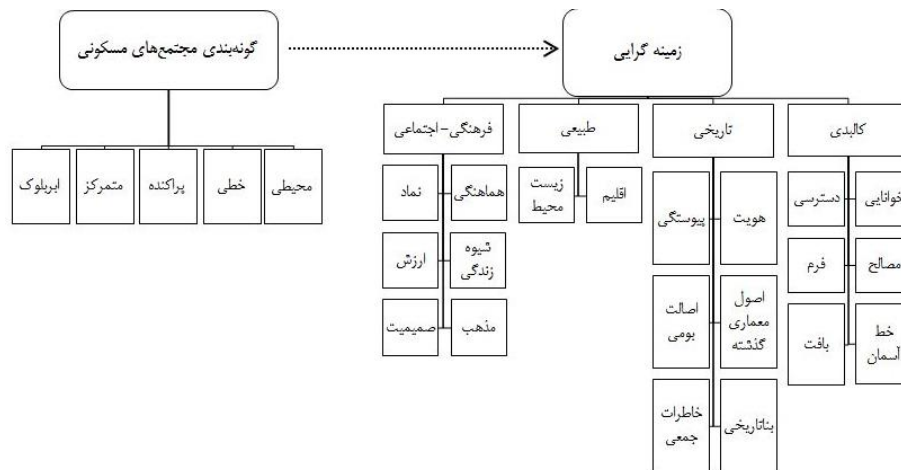 زمینه گرایی
گونه‌بندی مجتمع‌های مسکونی
کالبدی
تاریخی
طبیعی
فرهنگی-اجتماعی
خوانایی
دسترسی
مصالح
فرم
خط
آسمان
بافت
هویت
پیوستگی
اصول
معماری
گذشته
اصالت
بومی
بناتاریخی
خاطرات
جمعی
اقلیم
زیست
محیط
هماهنگی
نماد
شیوه
زندگی
ارزش
مذهب
صمیمیت
محیطی
خطی
پراکنده
متمرکز
ابربلوک